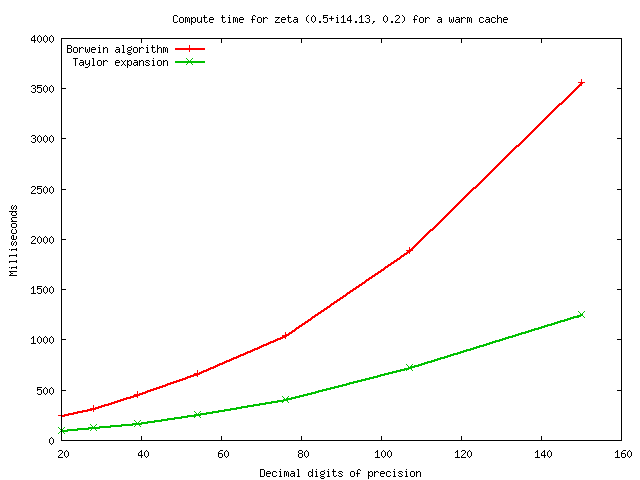 Compute time for zeta (0.5+i14.13, 0.2) for a warm cache
Borwein algorithm
Taylor expansion
4000
3500
3000
2500
2000
1500
1000
500
0
Milliseconds
20 40 60 80 100 120 140 160
Decimal digits of precision